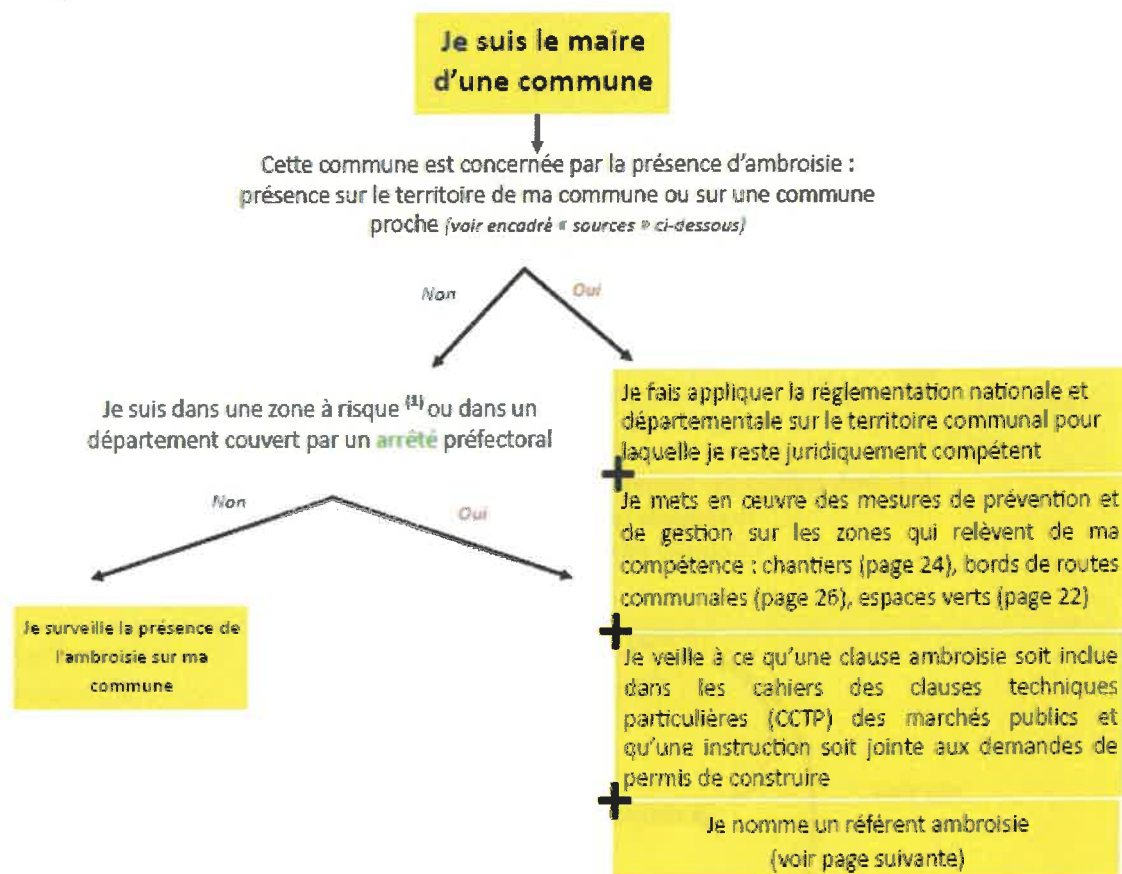 Je suis le maire
d'une commune
Cette commune est concernée par la présence d'ambroisie :
présence sur le territoire de ma commune ou sur une commune
proche (voir encadré « sources » ci-dessous)
Non
Oui
Je suis dans une zone à risque (1) ou dans un
département couvert par un arrêté préfectoral
Non
Oui
Je surveille la présence de
l'ambroisie sur ma
commune
Je fais appliquer la réglementation nationale et
départementale sur le territoire communal pour
laquelle je reste juridiquement compétent
+
Je mets en œuvre des mesures de prévention et
de gestion sur les zones qui relèvent de ma
compétence : chantiers (page 24), bords de routes
communales (page 26), espaces verts (page 22)
+
Je veille à ce qu'une clause ambroisie soit inclue
dans les cahiers des clauses techniques
particulières (CCTP) des marchés publics et
qu'une instruction soit jointe aux demandes de
permis de construire
+
Je nomme un référent ambroisie
(voir page suivante)